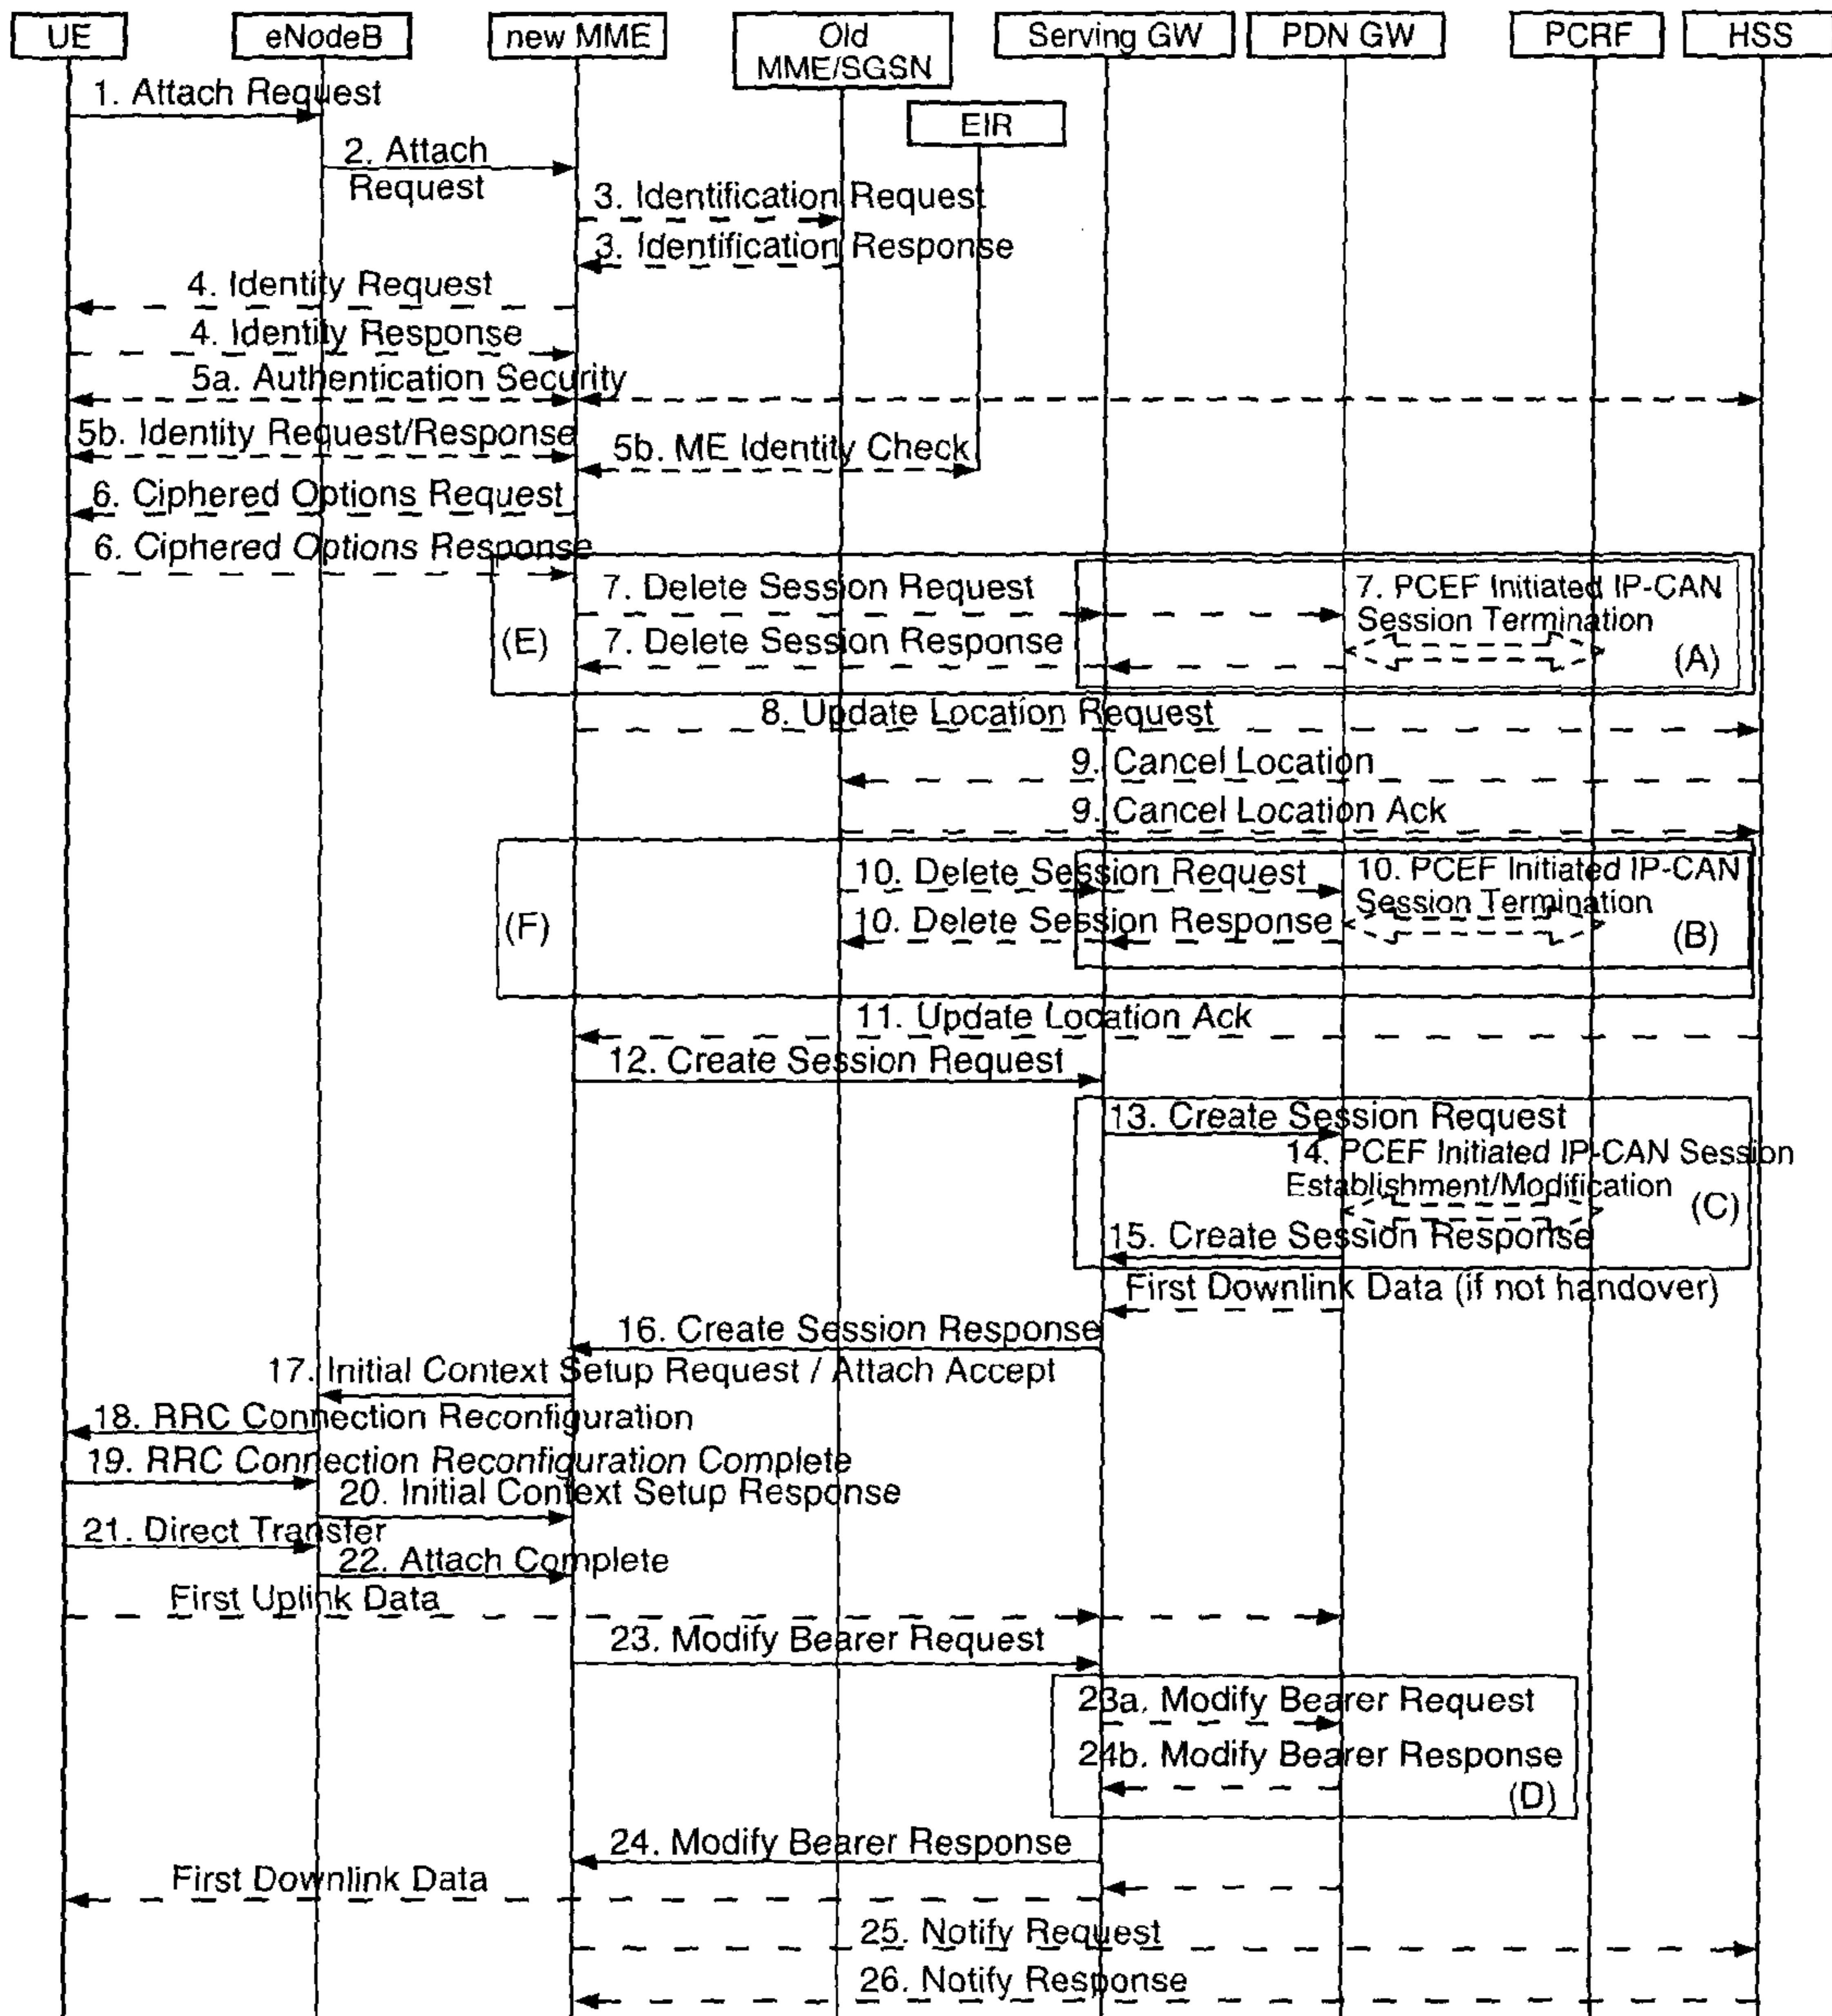 UE
eNodeB
new MME
Old
MME/SGSN
Serving GW
PDN GW
PCRF
HSS
EIR
1. Attach Request
2. Attach
Request
3. Identification Request
3. Identification Response
4. Identity Request
4. Identity Response
5a. Authentication Security
5b. Identity Request/Response
5b. ME Identity Check
6. Ciphered Options Request
6. Ciphered Options Response
7. Delete Session Request
7. PCEF Initiated IP-CAN
Session Termination
(E)
7. Delete Session Response
(A)
8. Update Location Request
9. Cancel Location
9. Cancel Location Ack
10. Delete Session Request
10. PCEF Initiated IP-CAN
Session Termination
(F)
10. Delete Session Response
(B)
11. Update Location Ack
12. Create Session Request
13. Create Session Request
14. PCEF Initiated IP-CAN Session
Establishment/Modification
(C)
15. Create Session Response
First Downlink Data (if not handover)
16. Create Session Response
17. Initial Context Setup Request / Attach Accept
18. RRC Connection Reconfiguration
19. RRC Connection Reconfiguration Complete
20. Initial Context Setup Response
21. Direct Transfer
22. Attach Complete
First Uplink Data
23. Modify Bearer Request
23a. Modify Bearer Request
24b. Modify Bearer Response
(D)
24. Modify Bearer Response
First Downlink Data
25. Notify Request
26. Notify Response